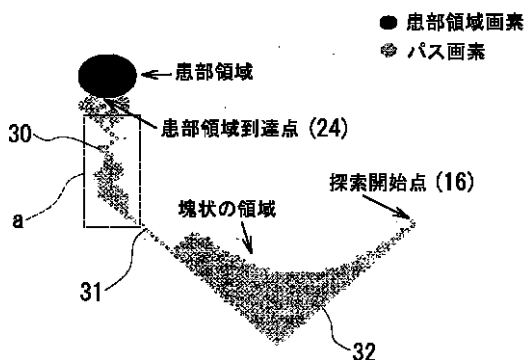 患部領域画素
パス画素
患部領域
30
患部領域到達点 (24)
探索開始点 (16)
a
塊状の領域
31
32